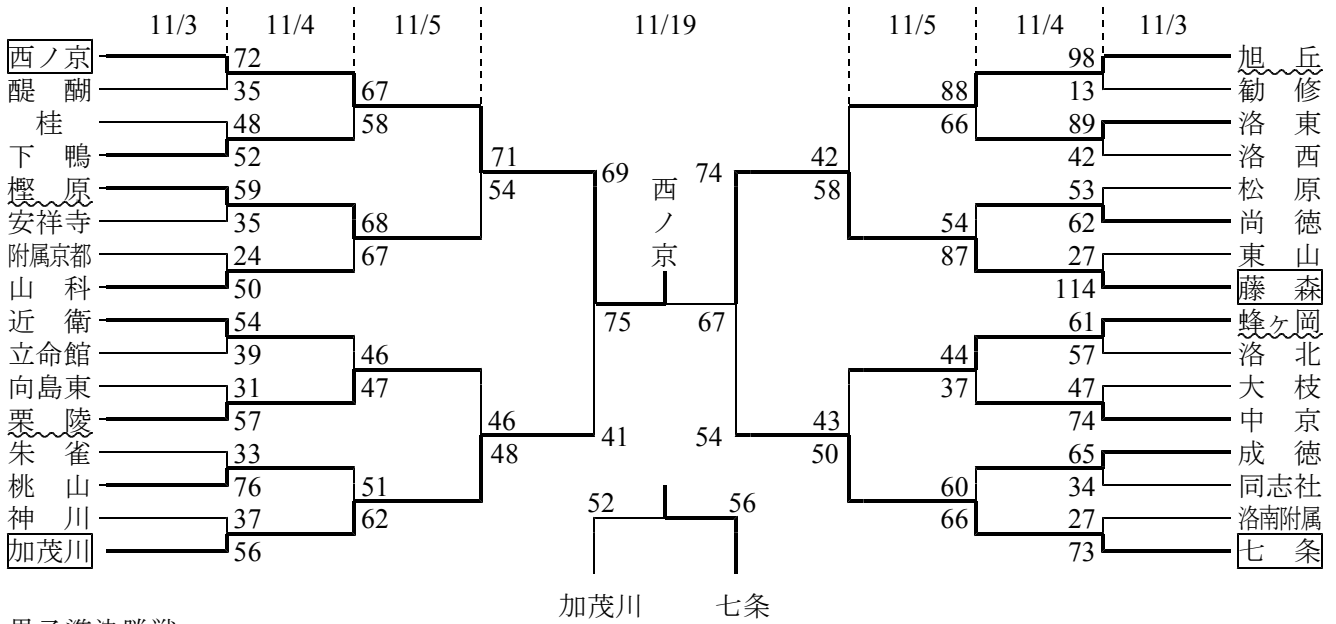 11/3 11/4 11/5 11/19 11/5 11/4 11/3
西ノ京 72 98 旭 丘
醍 醐 35 67 88 13 勧 修
桂 48 58 66 89 洛 東
下 鴨 52 42 洛 西
71 69 74 42
樫 原 59 54 58 53 松 原
安祥寺 35 68 54 62 尚 徳
附属京都 24 67 87 27 東 山
山 科 50 114 藤 森
西ノ京
近 衛 54 75 67 61 蜂ヶ岡
立命館 39 46 44 57 洛 北
向島東 31 47 37 47 大 枝
栗 陵 57 74 中 京
46 41 54 43
朱 雀 33 48 50 65 成 徳
桃 山 76 51 60 34 同志社
神 川 37 62 52 56 66 27 洛南附属
加茂川 56 73 七 条
加茂川 七条